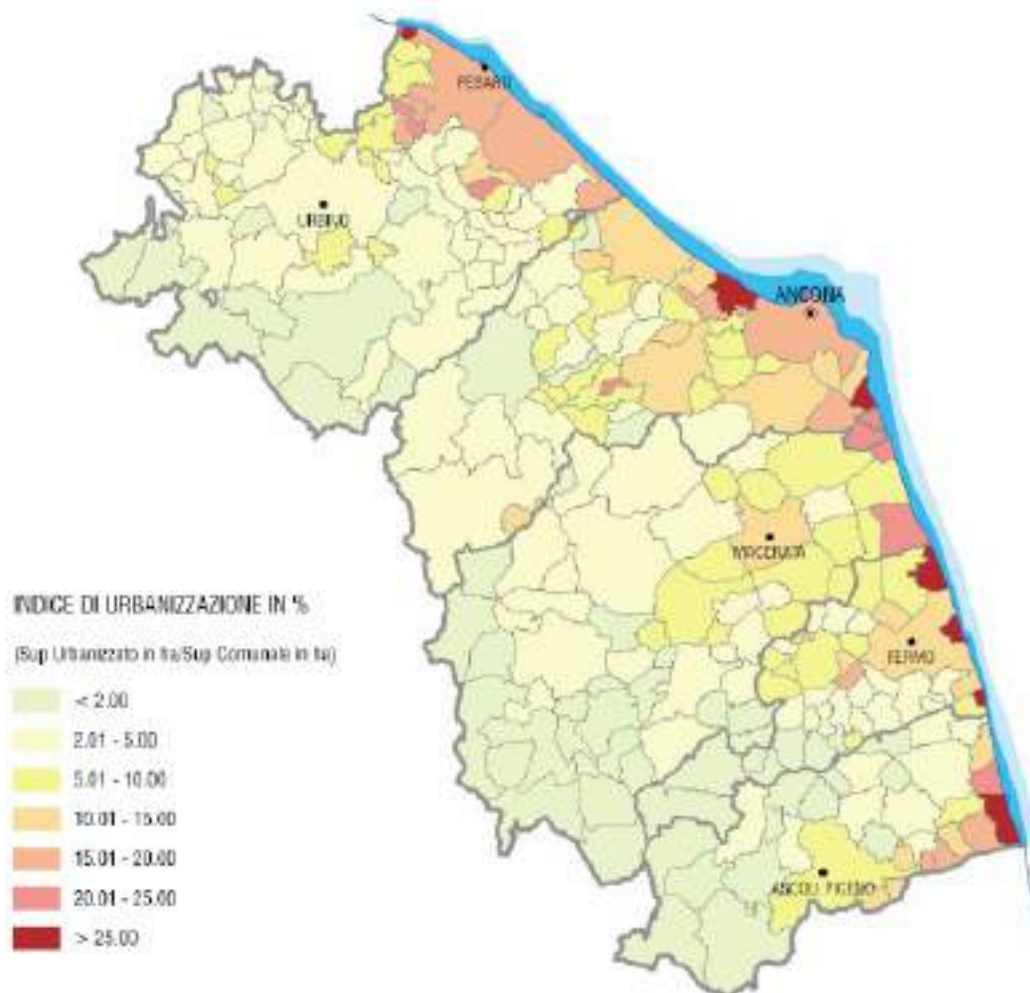 PESARO
URBINO
ANCONA
MACERATA
FERMO
ASCOLI PICENO
INDICE DI URBANIZZAZIONE IN %
(Sup Urbanizzato in ha/Sup Comunale in ha)
< 2.00
2.01 - 5.00
5.01 - 10.00
10.01 - 15.00
15.01 - 20.00
20.01 - 25.00
> 25.00